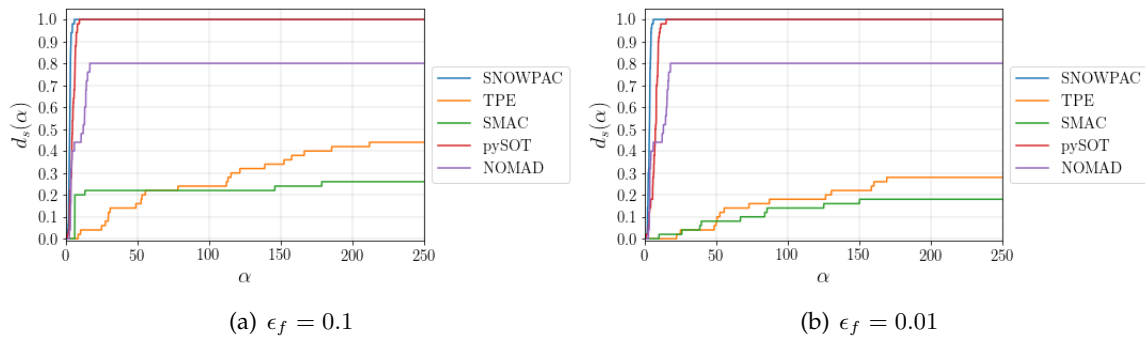 1.0
0.9
0.8
0.7
0.6
0.5
0.4
0.3
0.2
0.1
0.0
d_s(α)
0 50 100 150 200 250
α
SNOWPAC
TPE
SMAC
pySOT
NOMAD
(a) ϵ_f = 0.1
1.0
0.9
0.8
0.7
0.6
0.5
0.4
0.3
0.2
0.1
0.0
d_s(α)
0 50 100 150 200 250
α
SNOWPAC
TPE
SMAC
pySOT
NOMAD
(b) ϵ_f = 0.01